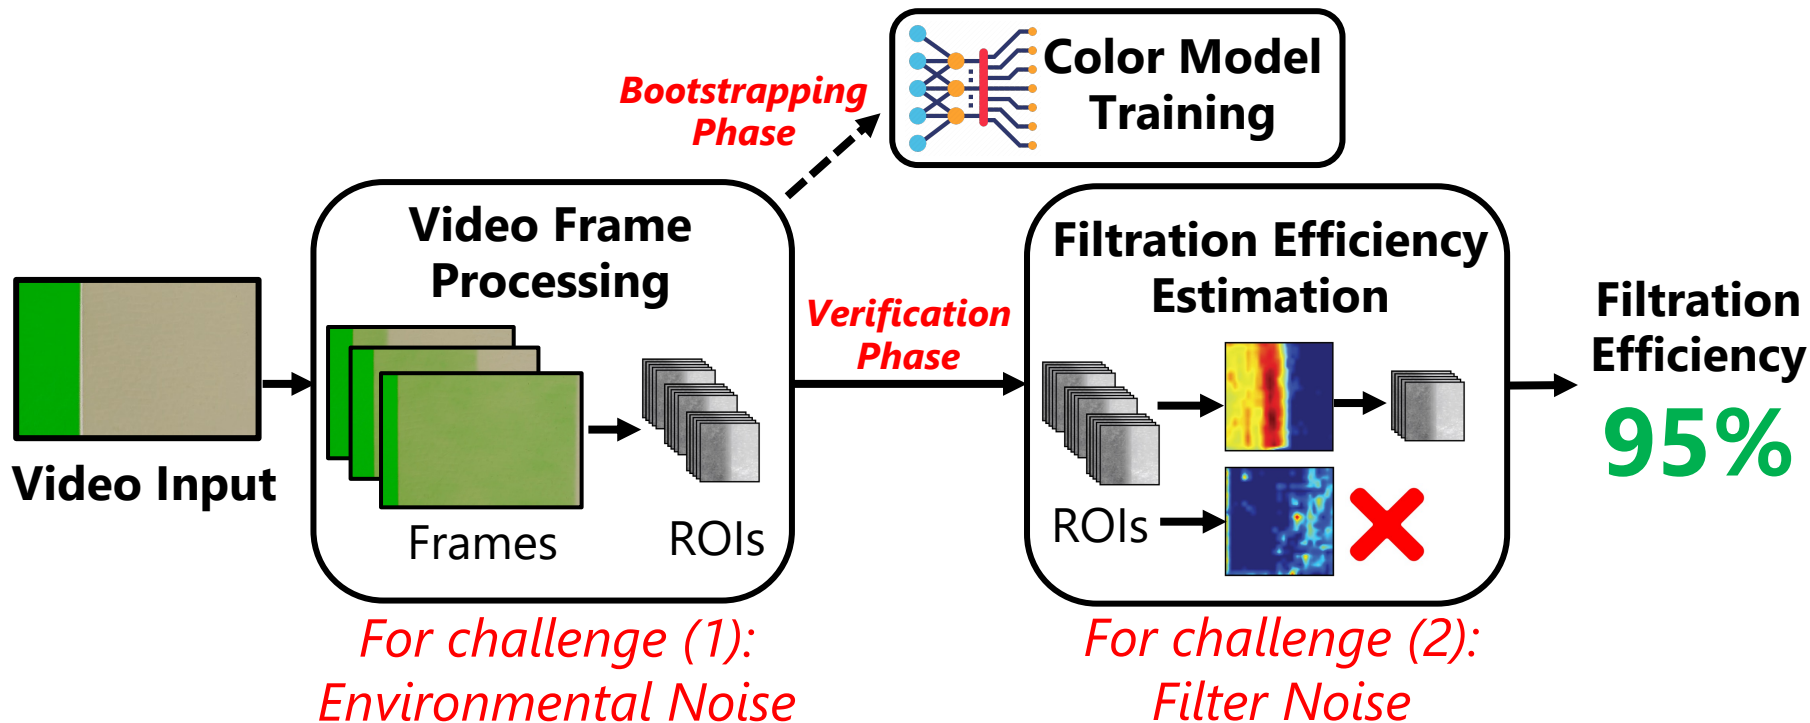 Color Model
Training
Bootstrapping
Phase
Video Frame
Processing
Frames
ROIs
Video Input
Verification
Phase
Filtration Efficiency
Estimation
ROIs
Filtration
Efficiency
95%
For challenge (1):
Environmental Noise
For challenge (2):
Filter Noise